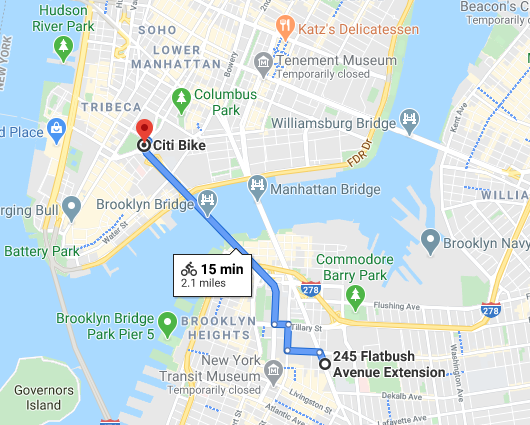 Hudson
River Park
SOHO
LOWER
MANHATTAN
Bowery
Katz's Delicatessen
Tenement Museum
Temporarily closed
Beacon's C
TRIBECA
Columbus
Park
Williamsburg Bridge
Kent Ave
NEW YORK
d Place
Citi Bike
FDR Dr
WILLIA
Manhattan Bridge
Brooklyn Bridge
rging Bull
Water St
Battery Park
Brooklyn Navy
15 min
2.1 miles
Commodore
Barry Park
278
278
Flushing Ave
Brooklyn Bridge
Park Pier 5
BROOKLYN
HEIGHTS
Tillary St
Washington Ave
245 Flatbush
Avenue Extension
New York
Transit Museum
Temporarily closed
Governors
Island
Livingston St
Atlantic Ave
DeKalb Ave
Lafayette Ave